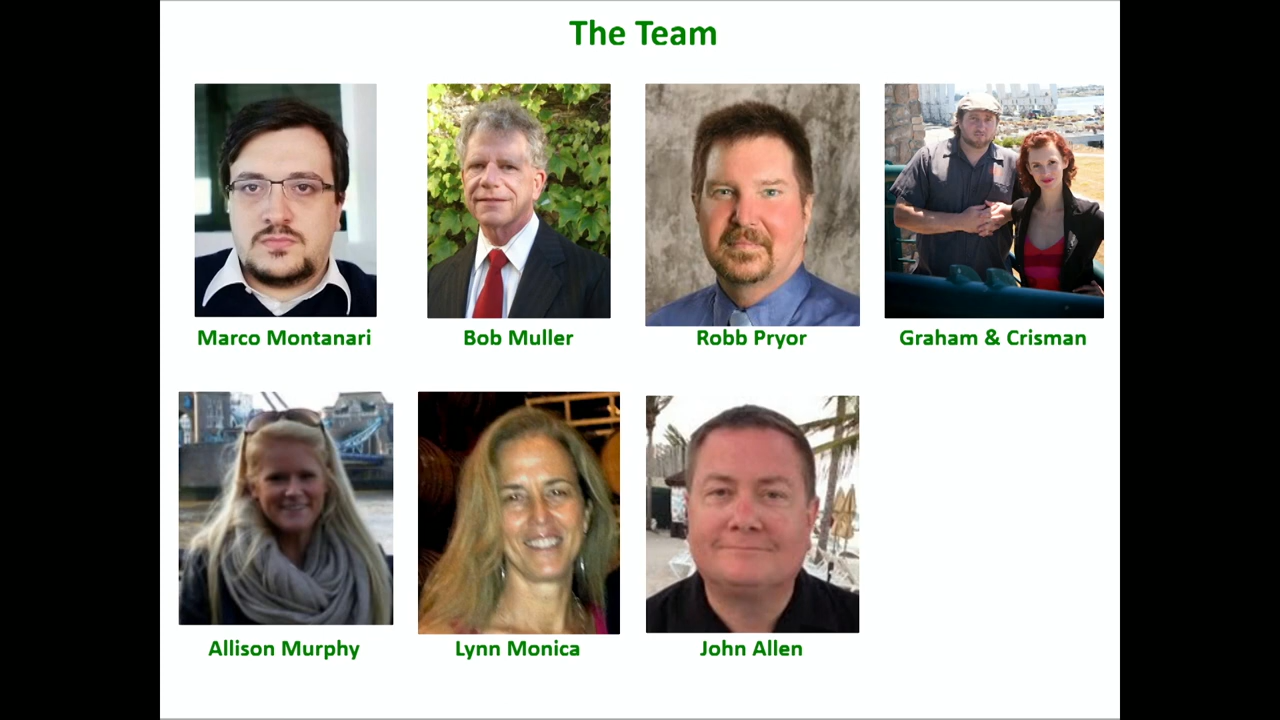 The Team
Marco Montanari
Bob Muller
Robb Pryor
Graham & Crisman
Allison Murphy
Lynn Monica
John Allen